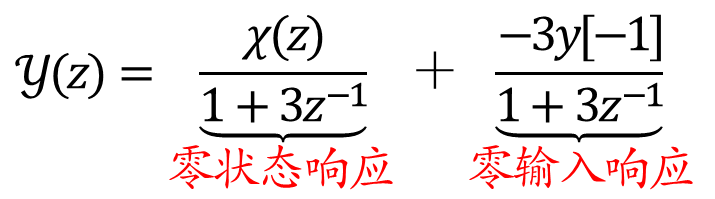 𝒴(z) = χ(z) / (1 + 3z⁻¹) + −3y[−1] / (1 + 3z⁻¹)
零状态响应 零输入响应